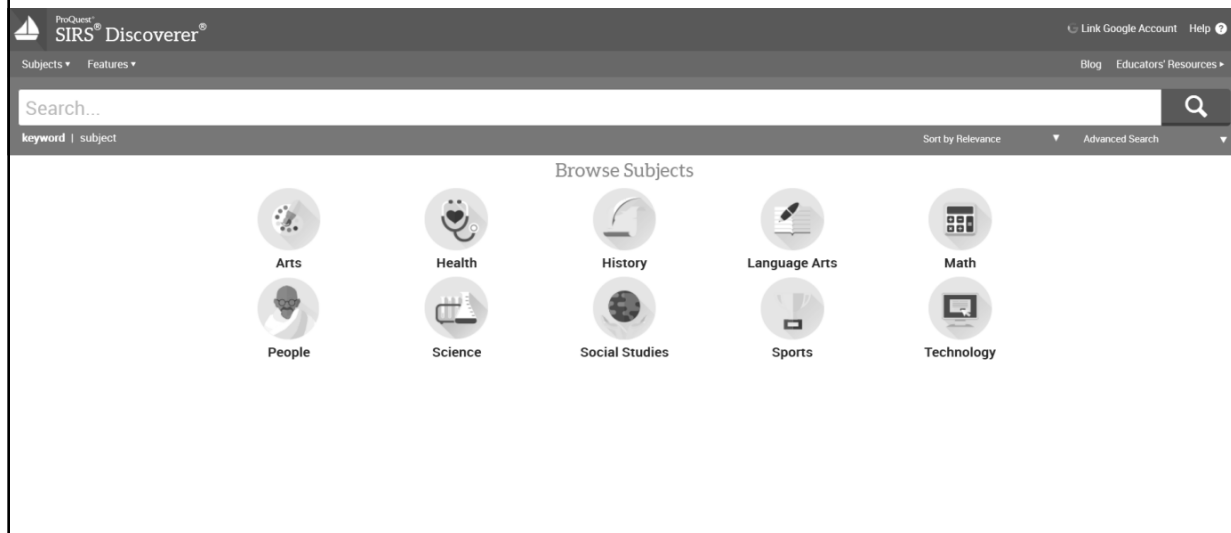 ProQuest®
SIRS® Discoverer®
Link Google Account Help ?
Subjects ▾ Features ▾
Blog Educators' Resources ▸
Search...
keyword | subject
Sort by Relevance ▼ Advanced Search ▼
Browse Subjects
Arts Health History Language Arts Math
People Science Social Studies Sports Technology